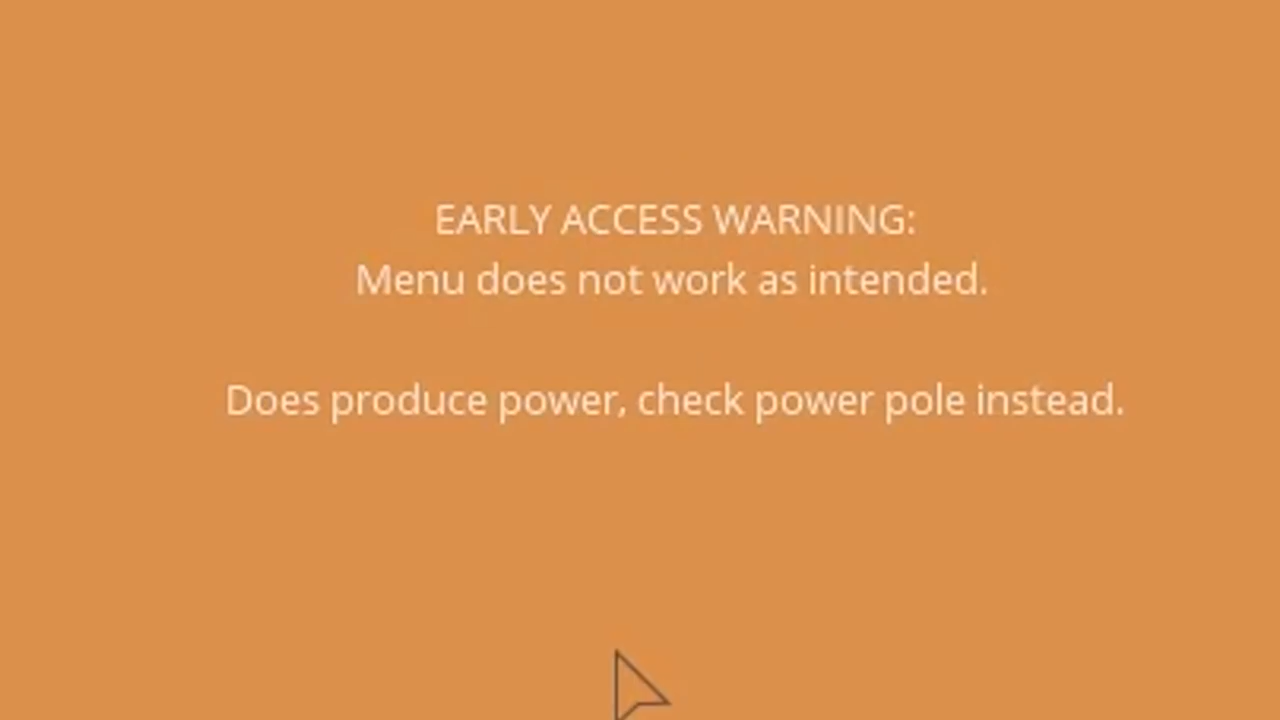 EARLY ACCESS WARNING:
Menu does not work as intended.
Does produce power, check power pole instead.